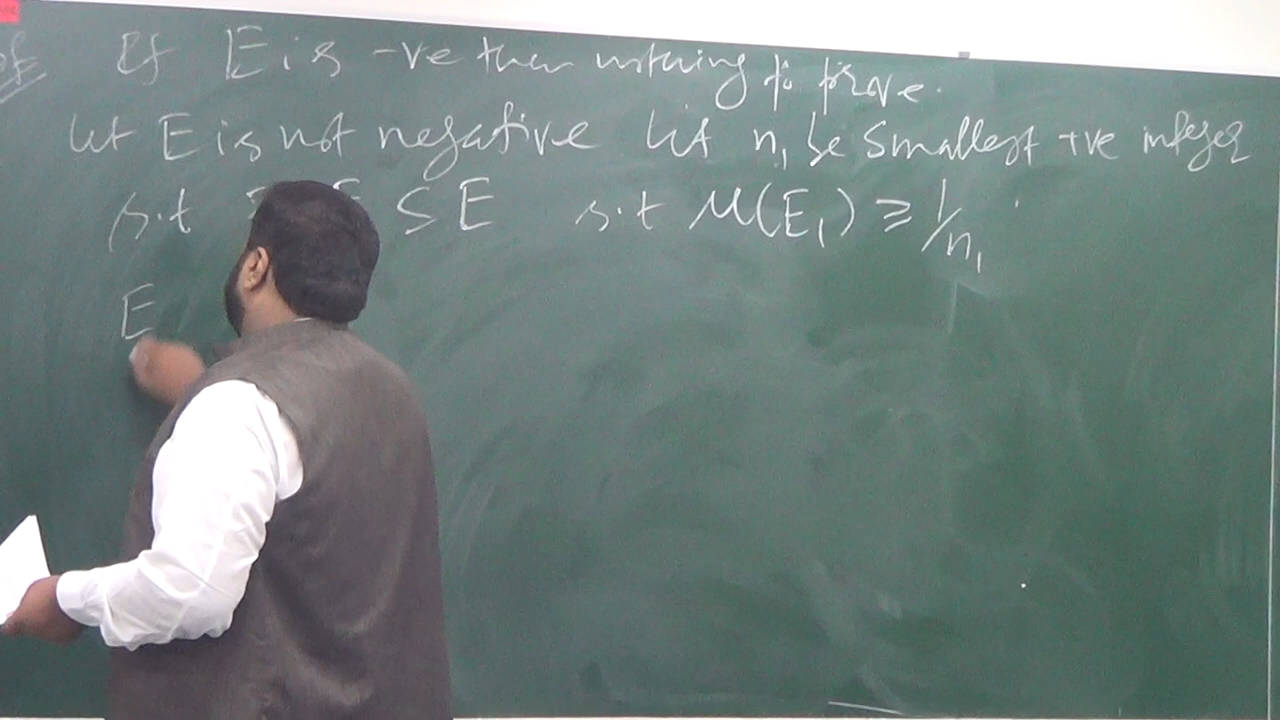 If E is -ve then nothing to prove.
let E is not negative let n₁ be smallest +ve integer
s.t E ⊆ E s.t μ(E₁) ≥ 1/n₁
E